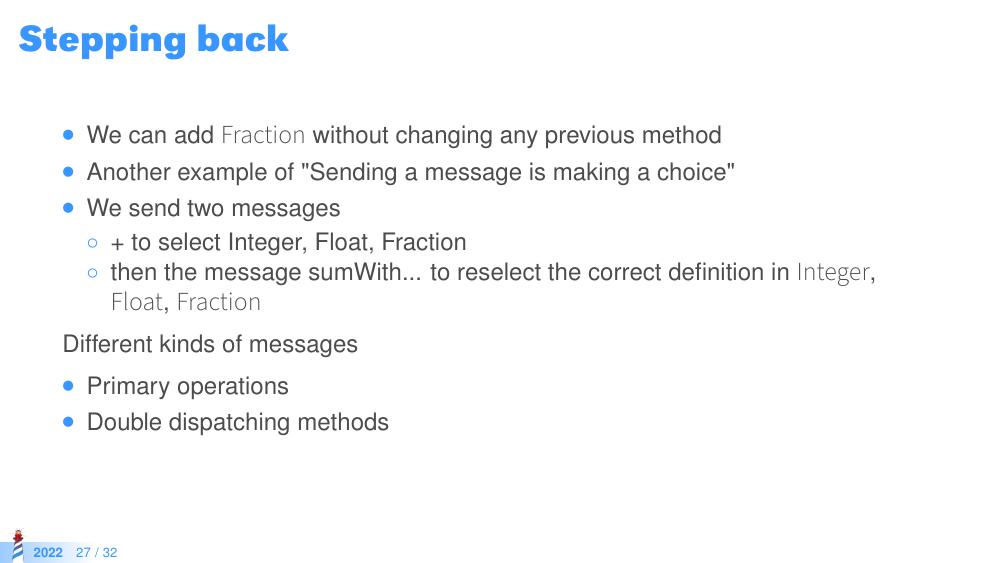 Stepping back
• We can add Fraction without changing any previous method
• Another example of "Sending a message is making a choice"
• We send two messages
◦ + to select Integer, Float, Fraction
◦ then the message sumWith... to reselect the correct definition in Integer,
Float, Fraction
Different kinds of messages
• Primary operations
• Double dispatching methods
2022 27 / 32